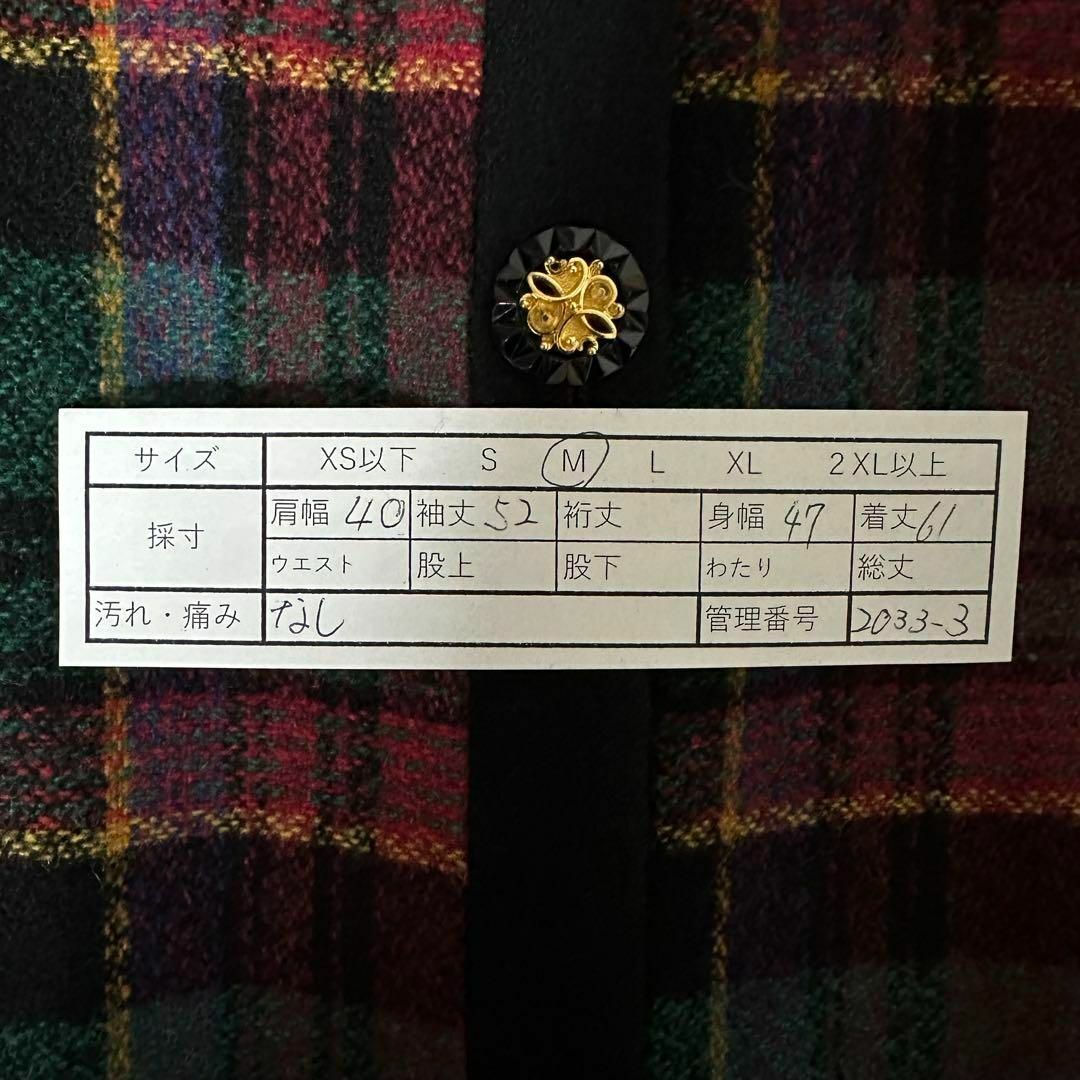 サイズ XS以下 S M L XL 2XL以上
採寸 肩幅 40 袖丈 52 裄丈 身幅 47 着丈 61
ウエスト 股上 股下 わたり 総丈
汚れ・痛み なし 管理番号 2033-3